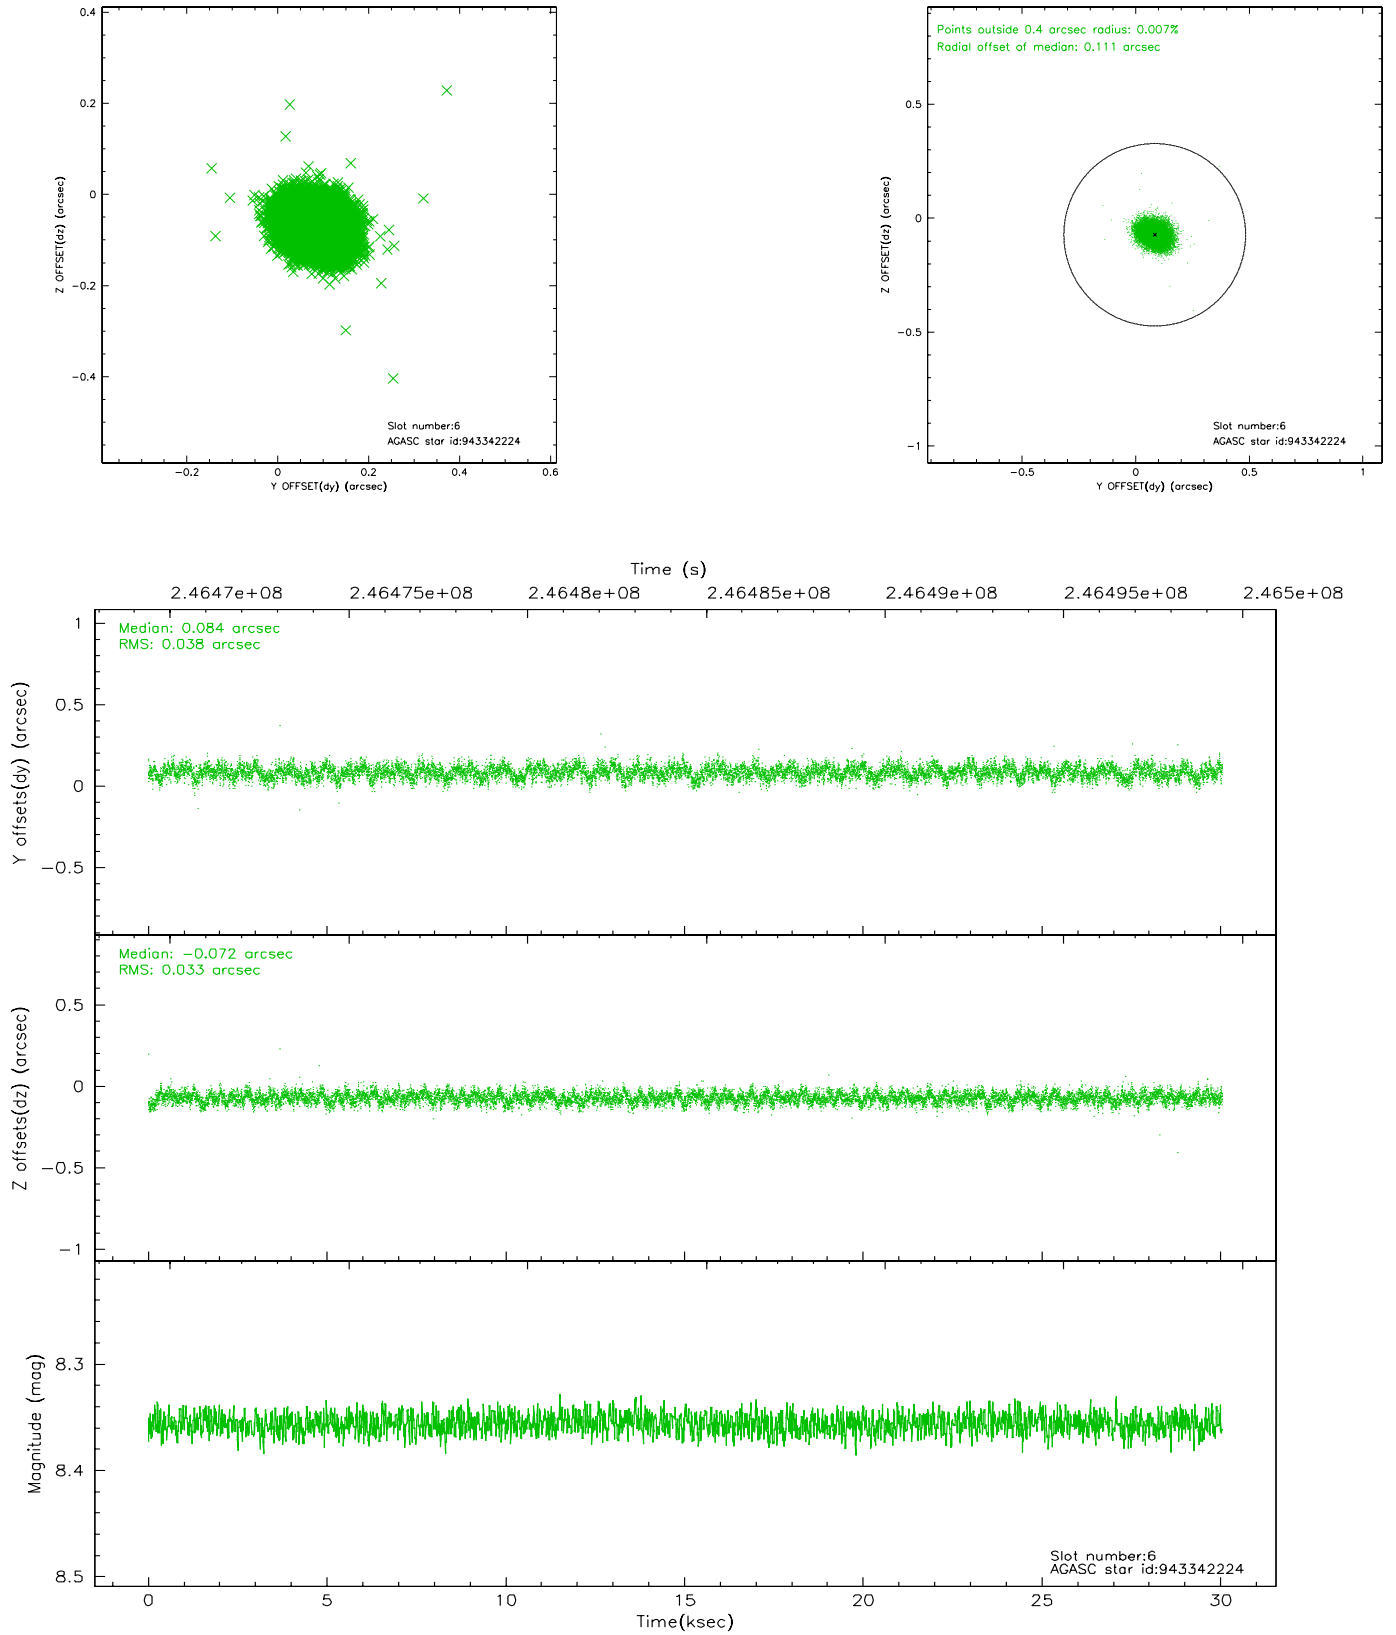 0.4
0.2
0
−0.2
−0.4
Z OFFSET(dz) (arcsec)
Slot number:6
AGASC star id:943342224
−0.2 0 0.2 0.4 0.6
Y OFFSET(dy) (arcsec)
Points outside 0.4 arcsec radius: 0.007%
Radial offset of median: 0.111 arcsec
0.5
0
−0.5
−1
Z OFFSET(dz) (arcsec)
Slot number:6
AGASC star id:943342224
−0.5 0 0.5 1
Y OFFSET(dy) (arcsec)
Time (s)
2.4647e+08 2.46475e+08 2.4648e+08 2.46485e+08 2.4649e+08 2.46495e+08 2.465e+08
Median: 0.084 arcsec
RMS: 0.038 arcsec
1
0.5
0
−0.5
Y offsets(dy) (arcsec)
Median: −0.072 arcsec
RMS: 0.033 arcsec
0.5
0
−0.5
−1
Z offsets(dz) (arcsec)
8.3
8.4
8.5
Magnitude (mag)
Slot number:6
AGASC star id:943342224
0 5 10 15 20 25 30
Time(ksec)